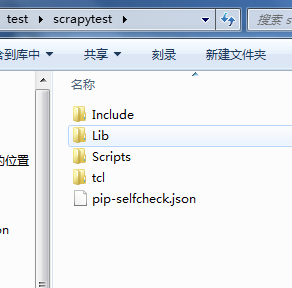 test ▸ scrapytest ▸
搜索 s
含到库中 ▼ 共享 ▼ 刻录 新建文件夹
名称
Include
Lib
的位置
Scripts
tcl
pip-selfcheck.json
on